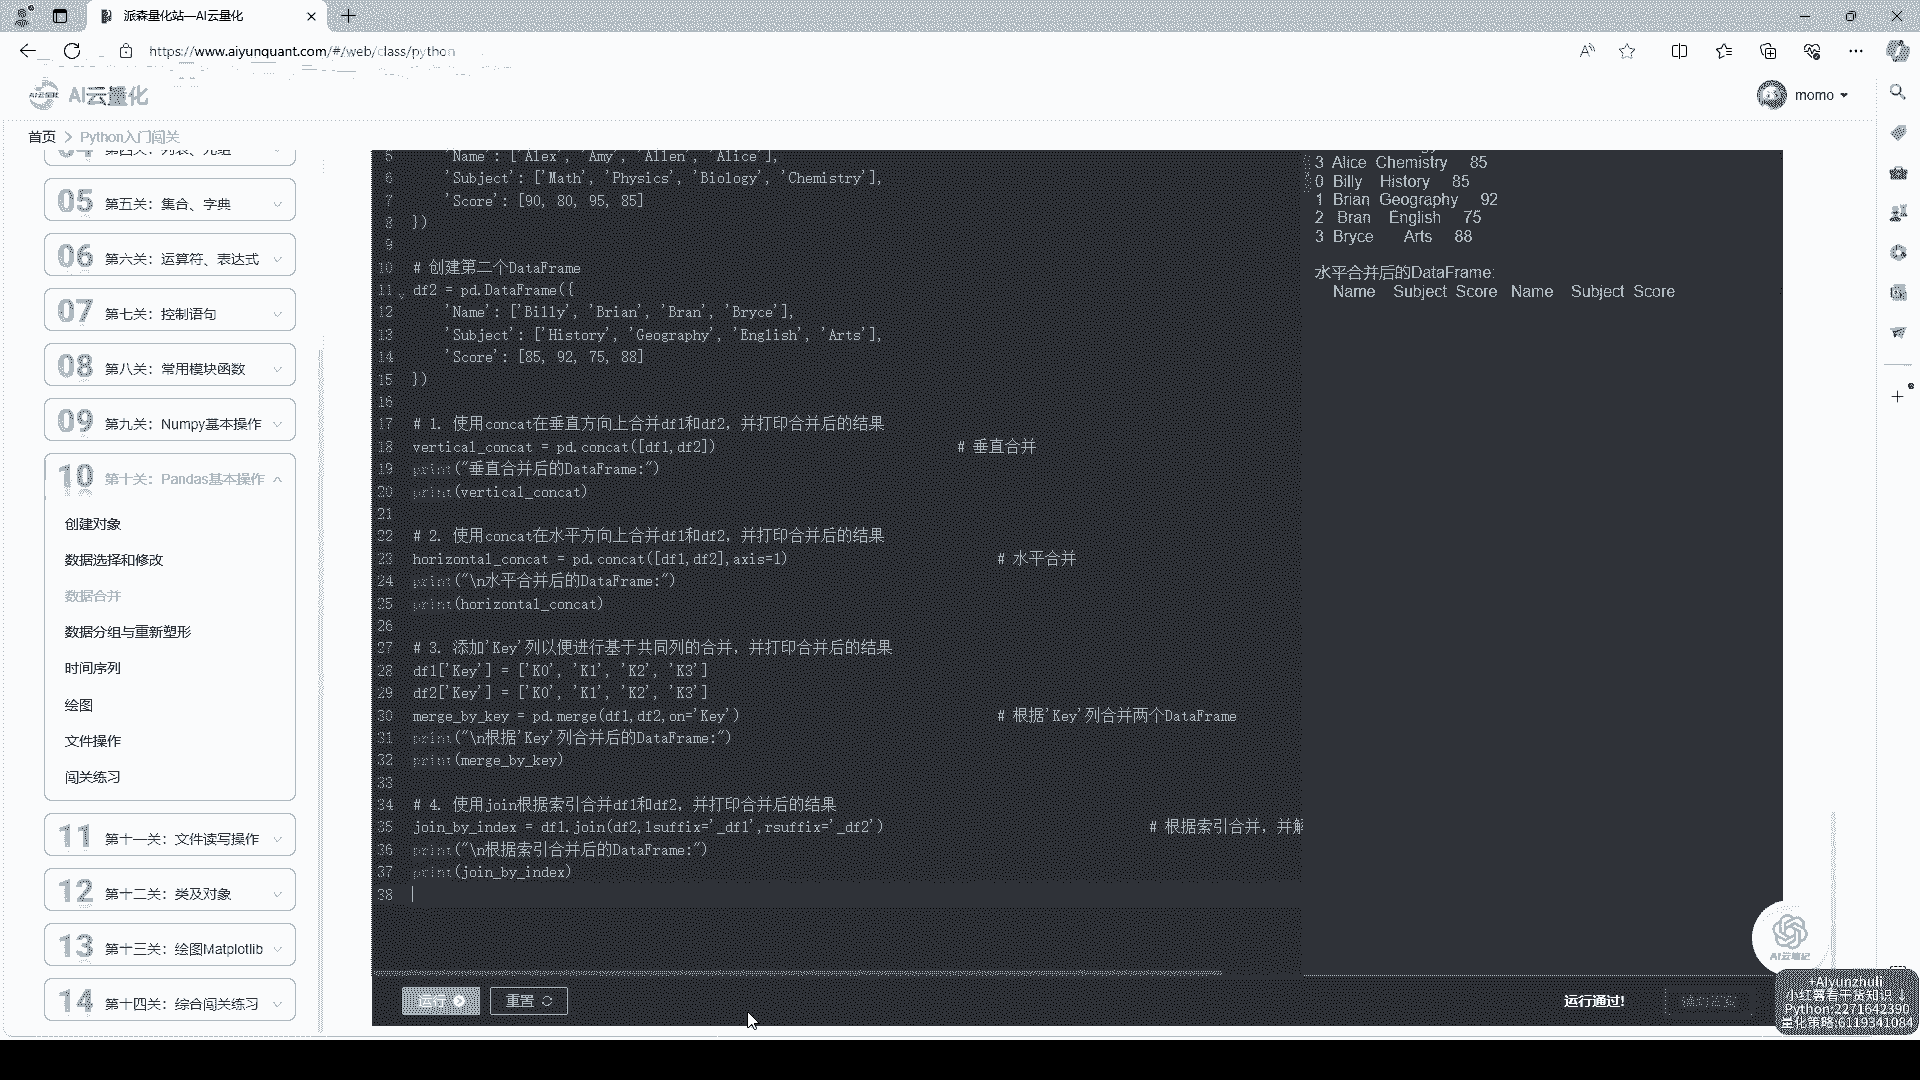 派森量化站—AI云量化
https://www.aiyunquant.com/#/web/class/python
AI云量化
momo
首页 > Python入门闯关
第四关：列表、元组
05 第五关：集合、字典
06 第六关：运算符、表达式
07 第七关：控制语句
08 第八关：常用模块函数
09 第九关：Numpy基本操作
10 第十关：Pandas基本操作
创建对象
数据选择和修改
数据合并
数据分组与重新塑形
时间序列
绘图
文件操作
闯关练习
11 第十一关：文件读写操作
12 第十二关：类及对象
13 第十三关：绘图Matplotlib
14 第十四关：综合闯关练习
5 'Name': ['Alex', 'Amy', 'Allen', 'Alice'],
6 'Subject': ['Math', 'Physics', 'Biology', 'Chemistry'],
7 'Score': [90, 80, 95, 85]
8 })
9
10 # 创建第二个DataFrame
11 df2 = pd.DataFrame({
12 'Name': ['Billy', 'Brian', 'Bran', 'Bryce'],
13 'Subject': ['History', 'Geography', 'English', 'Arts'],
14 'Score': [85, 92, 75, 88]
15 })
16
17 # 1. 使用concat在垂直方向上合并df1和df2，并打印合并后的结果
18 vertical_concat = pd.concat([df1,df2]) # 垂直合并
19 print("垂直合并后的DataFrame:")
20 print(vertical_concat)
21
22 # 2. 使用concat在水平方向上合并df1和df2，并打印合并后的结果
23 horizontal_concat = pd.concat([df1,df2],axis=1) # 水平合并
24 print("\n水平合并后的DataFrame:")
25 print(horizontal_concat)
26
27 # 3. 添加'Key'列以便进行基于共同列的合并，并打印合并后的结果
28 df1['Key'] = ['K0', 'K1', 'K2', 'K3']
29 df2['Key'] = ['K0', 'K1', 'K2', 'K3']
30 merge_by_key = pd.merge(df1,df2,on='Key') # 根据'Key'列合并两个DataFrame
31 print("\n根据'Key'列合并后的DataFrame:")
32 print(merge_by_key)
33
34 # 4. 使用join根据索引合并df1和df2，并打印合并后的结果
35 join_by_index = df1.join(df2,lsuffix='_df1',rsuffix='_df2') # 根据索引合并，并解
36 print("\n根据索引合并后的DataFrame:")
37 print(join_by_index)
38
3 Alice Chemistry 85
0 Billy History 85
1 Brian Geography 92
2 Bran English 75
3 Bryce Arts 88
水平合并后的DataFrame:
Name Subject Score Name Subject Score
运行
重置
运行通过!
AI云笔记
+Aiyunzhuli
小红薯看干货知识↓
Python:2271642390
量化策略:6119341084